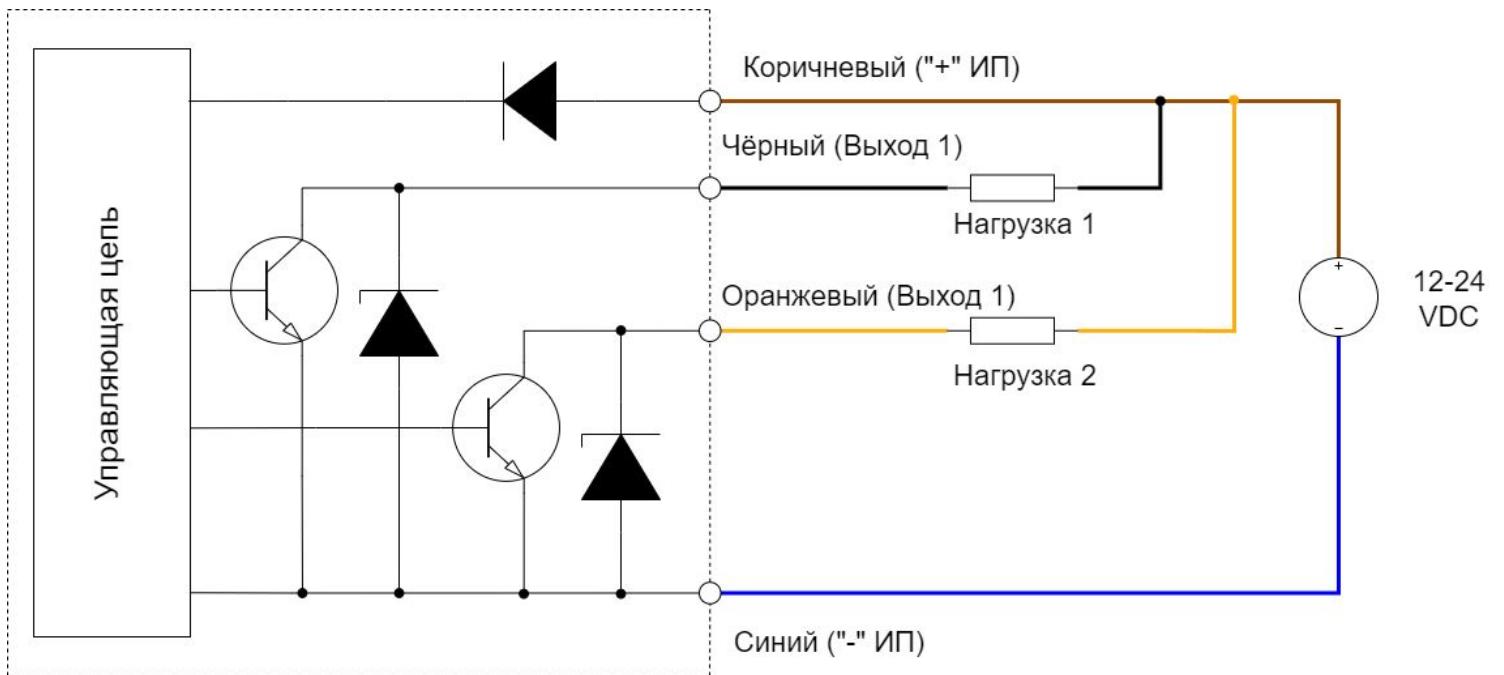 Коричневый ("+" ИП)
Чёрный (Выход 1)
Нагрузка 1
Управляющая цепь
Оранжевый (Выход 1)
+
–
12-24
VDC
Нагрузка 2
Синий ("-" ИП)